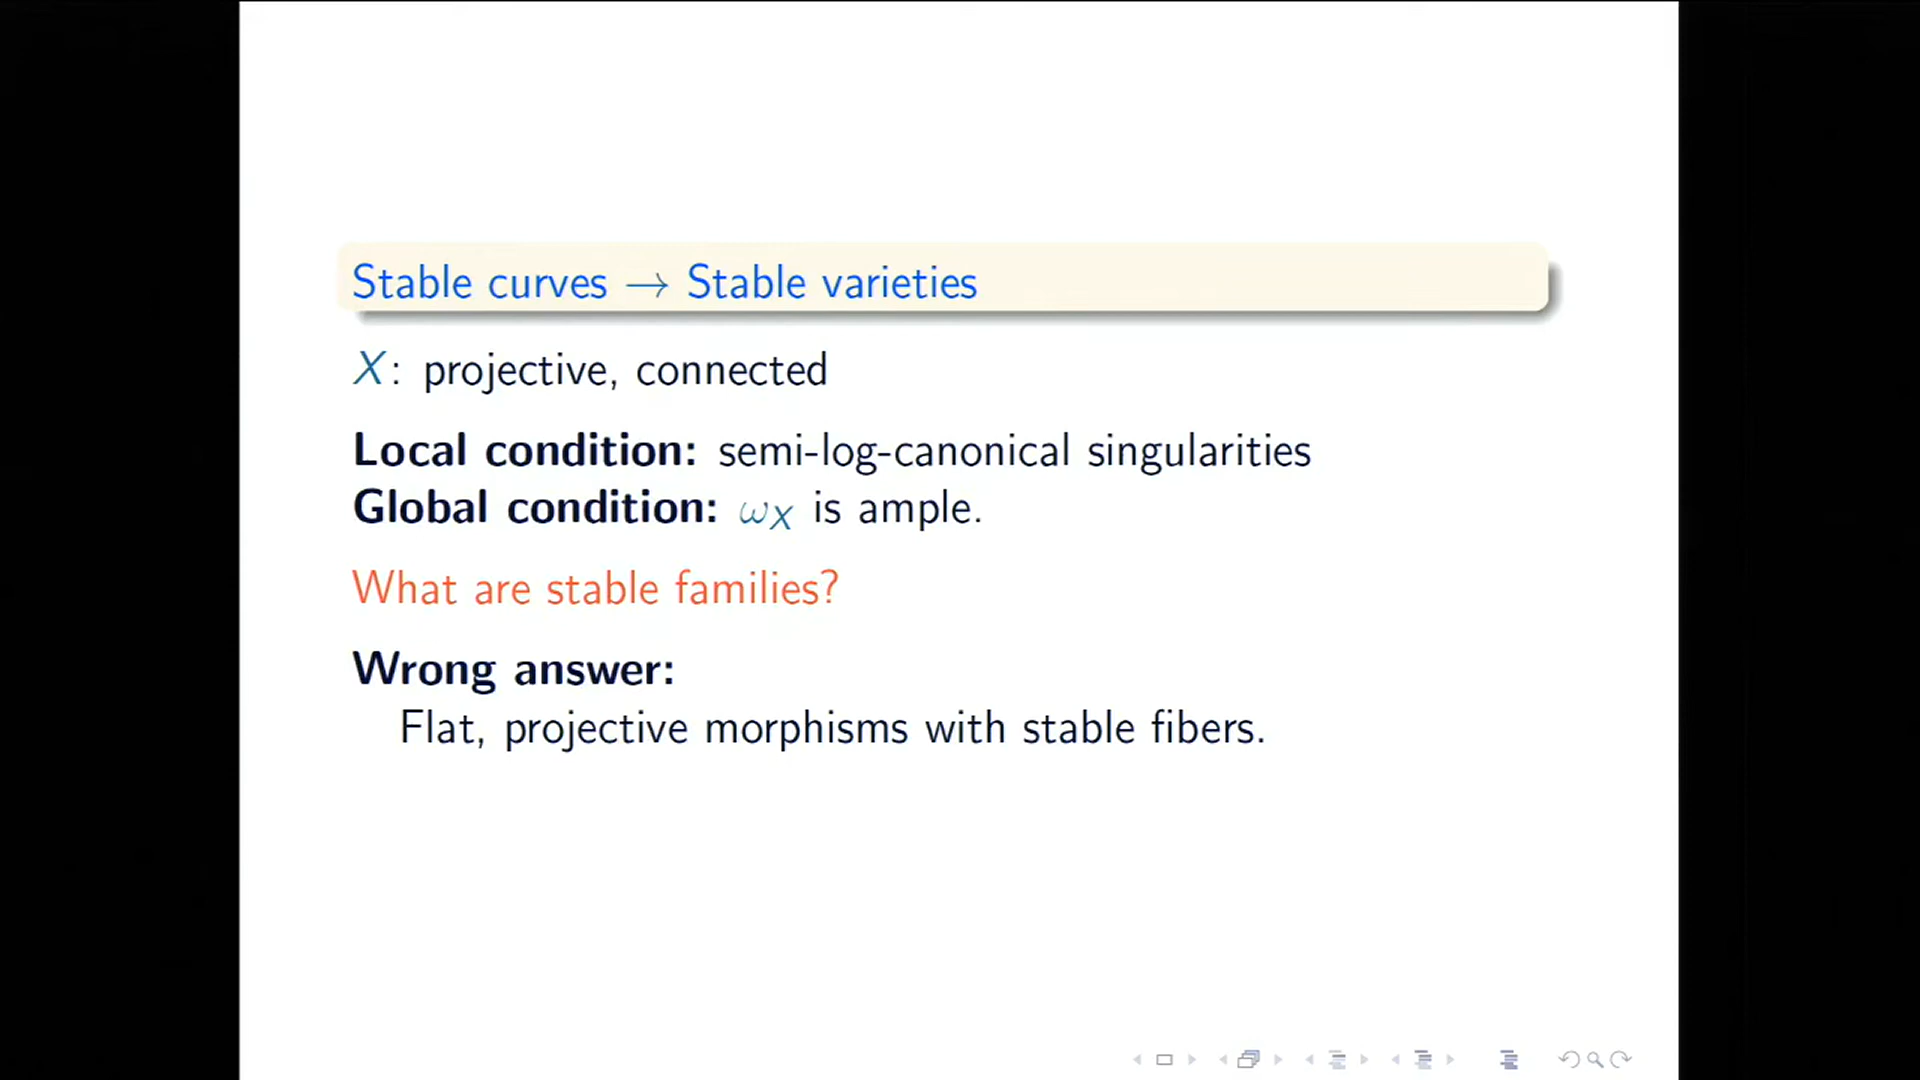 Stable curves → Stable varieties
X: projective, connected
Local condition: semi-log-canonical singularities
Global condition: ω_X is ample.
What are stable families?
Wrong answer:
Flat, projective morphisms with stable fibers.